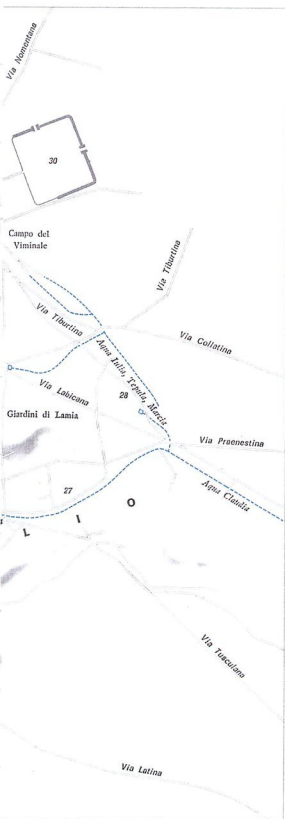 Via Nomentana
30
Campo del
Viminale
Via Tiburtina
Via Tiburtina
Via Collatina
Aqua Iulia, Tepula, Marcia
Via Labicana
28
Giardini di Lamia
Via Praenestina
27
Aqua Claudia
L I O
Via Tusculana
Via Latina